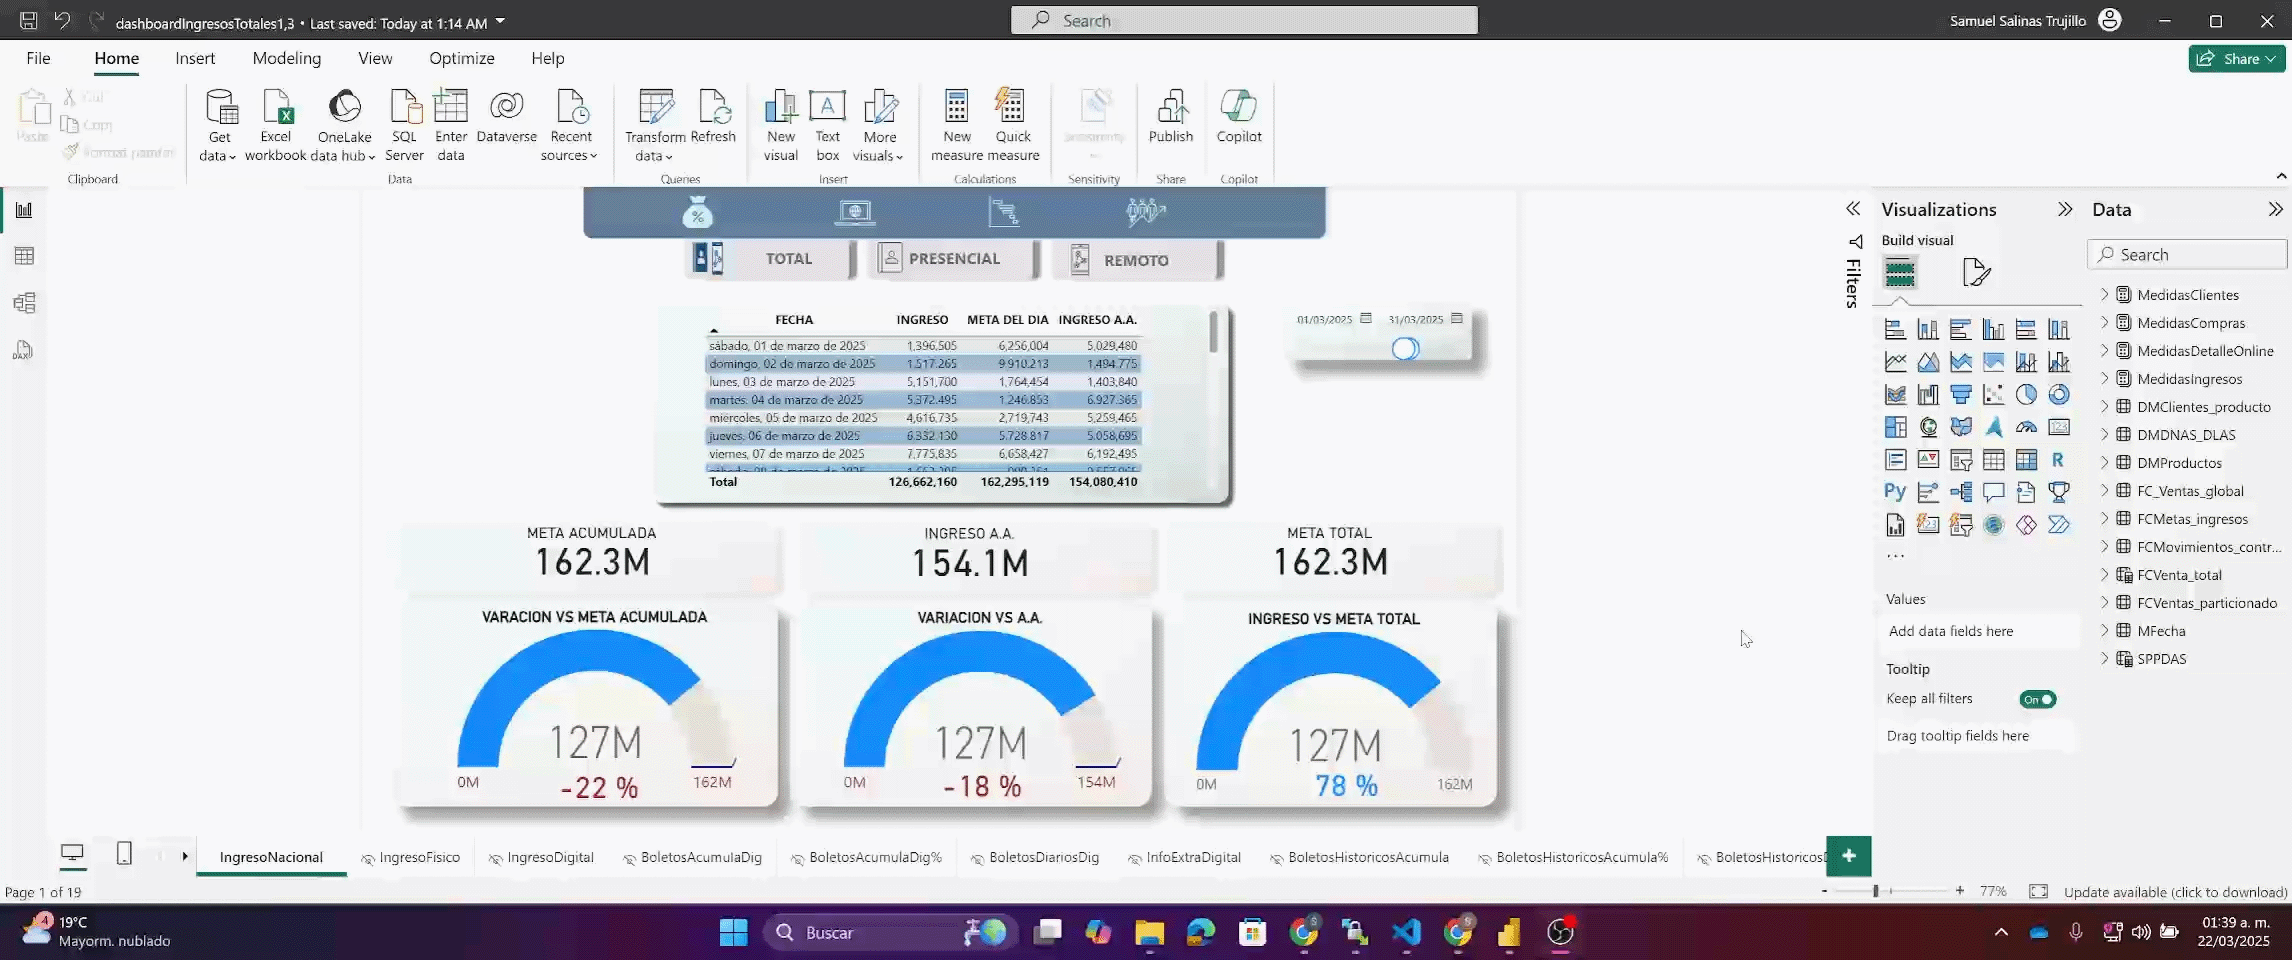 dashboardIngresosTotales1,3 • Last saved: Today at 1:14 AM
Search
Samuel Salinas Trujillo
File Home Insert Modeling View Optimize Help
Share
Paste
Cut
Copy
Format painter
Get data
Excel workbook
OneLake data hub
SQL Server
Enter data
Dataverse
Recent sources
Transform data
Refresh
New visual
Text box
More visuals
New measure
Quick measure
Sensitivity
Publish
Copilot
Clipboard Data Queries Insert Calculations Sensitivity Share Copilot
TOTAL PRESENCIAL REMOTO
FECHA INGRESO META DEL DIA INGRESO A.A.
sábado, 01 de marzo de 2025 1,396,505 6,256,004 5,029,480
domingo, 02 de marzo de 2025 1,517,265 9,910,213 1,494,775
lunes, 03 de marzo de 2025 5,151,700 1,764,454 1,403,840
martes, 04 de marzo de 2025 5,372,495 1,246,853 6,927,365
miércoles, 05 de marzo de 2025 4,616,735 2,719,743 5,259,465
jueves, 06 de marzo de 2025 6,332,130 5,728,817 5,058,695
viernes, 07 de marzo de 2025 7,775,835 6,658,427 6,192,495
Total 126,662,160 162,295,119 154,080,410
01/03/2025 31/03/2025
META ACUMULADA
162.3M
INGRESO A.A.
154.1M
META TOTAL
162.3M
VARACION VS META ACUMULADA
127M
0M -22 % 162M
VARIACION VS A.A.
127M
0M -18 % 154M
INGRESO VS META TOTAL
127M
0M 78 % 162M
Filters
Visualizations
Build visual
Py
R
123
...
Values
Add data fields here
Tooltip
Keep all filters
On
Drag tooltip fields here
Data
Search
MedidasClientes
MedidasCompras
MedidasDetalleOnline
MedidasIngresos
DMClientes_producto
DMDNAS_DLAS
DMProductos
FC_Ventas_global
FCMetas_ingresos
FCMovimientos_contr...
FCVenta_total
FCVentas_particionado
MFecha
SPPDAS
IngresoNacional IngresoFisico IngresoDigital BoletosAcumulaDig BoletosAcumulaDig% BoletosDiariosDig InfoExtraDigital BoletosHistoricosAcumula BoletosHistoricosAcumula% BoletosHistoricosD
+
Page 1 of 19
- + 77%
Update available (click to download)
4
19°C
Mayorm. nublado
Buscar
01:39 a. m.
22/03/2025